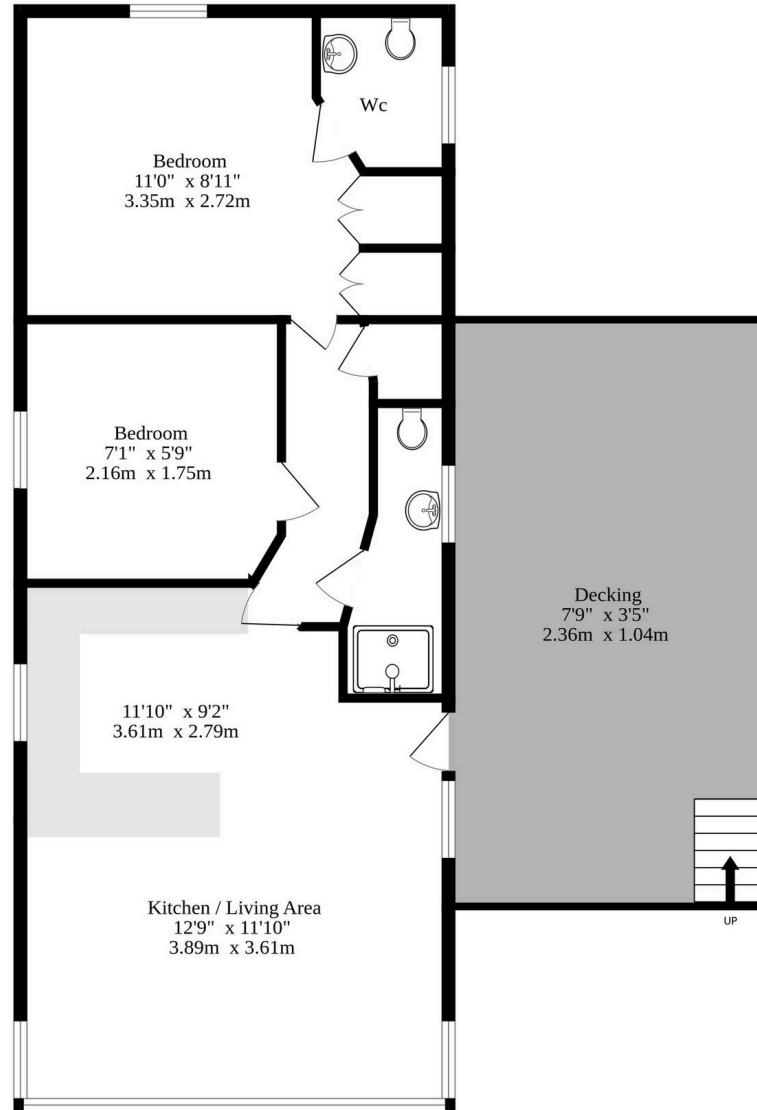 Wc
Bedroom
11'0" x 8'11"
3.35m x 2.72m
Bedroom
7'1" x 5'9"
2.16m x 1.75m
Decking
7'9" x 3'5"
2.36m x 1.04m
11'10" x 9'2"
3.61m x 2.79m
Kitchen / Living Area
12'9" x 11'10"
3.89m x 3.61m
UP